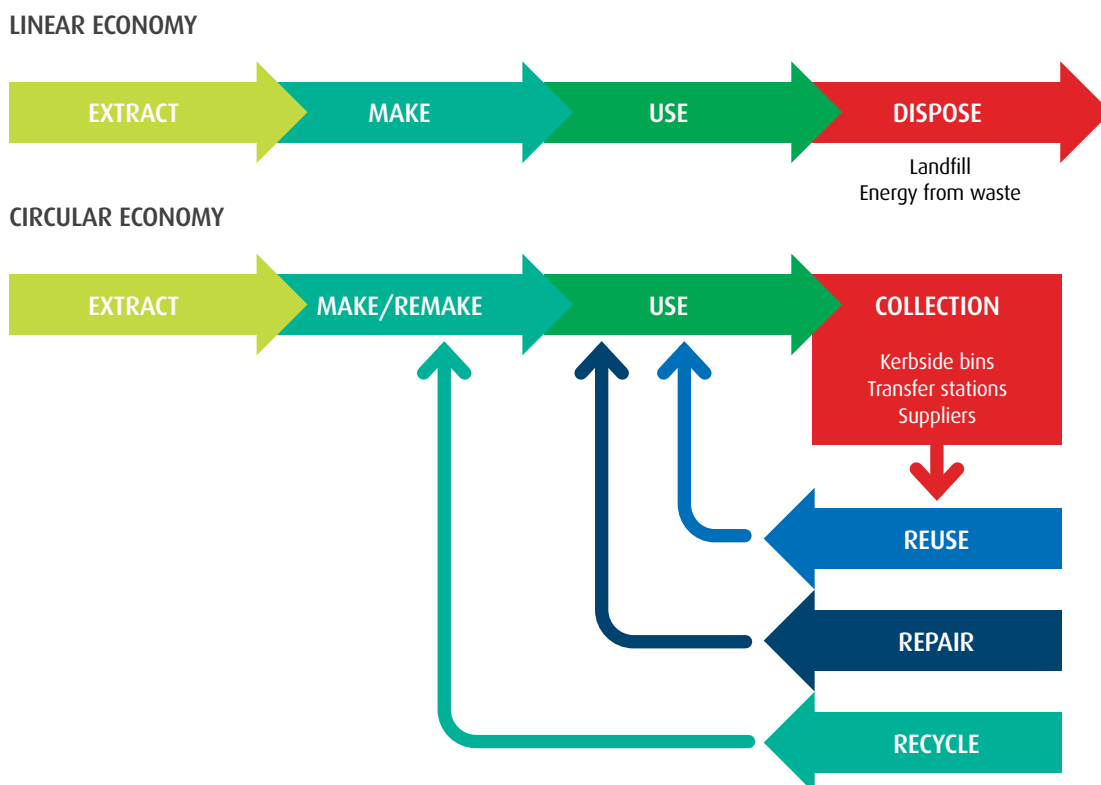 LINEAR ECONOMY
EXTRACT
MAKE
USE
DISPOSE
Landfill
Energy from waste
CIRCULAR ECONOMY
EXTRACT
MAKE/REMAKE
USE
COLLECTION
Kerbside bins
Transfer stations
Suppliers
REUSE
REPAIR
RECYCLE